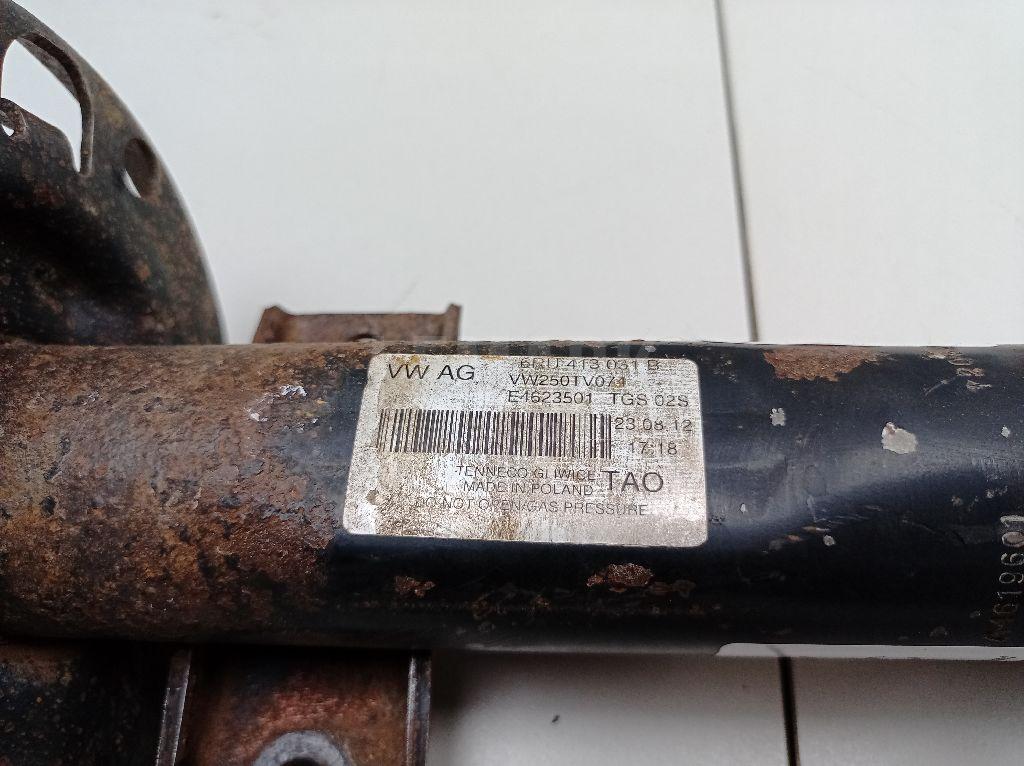 VW AG 6RU 413 031 B
VW250TV071
E4623501 TGS 02S
23.08.12
17:18
TENNECO GLIWICE
MADE IN POLAND TAO
DO NOT OPEN/GAS PRESSURE